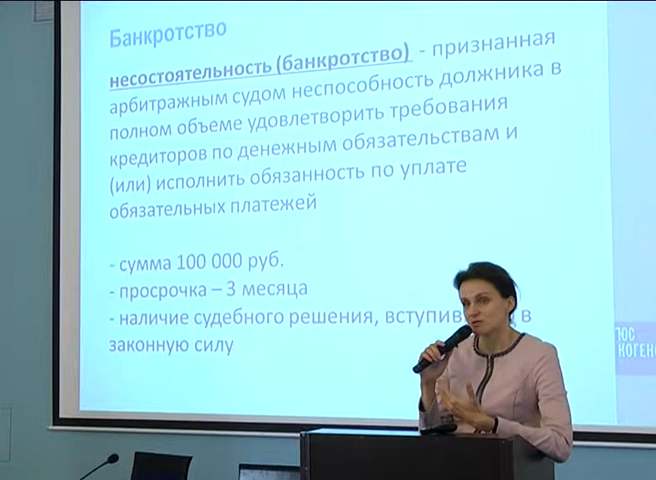 Банкротство
несостоятельность (банкротство) - признанная
арбитражным судом неспособность должника в
полном объеме удовлетворить требования
кредиторов по денежным обязательствам и
(или) исполнить обязанность по уплате
обязательных платежей
- сумма 100 000 руб.
- просрочка – 3 месяца
- наличие судебного решения, в
законную силу